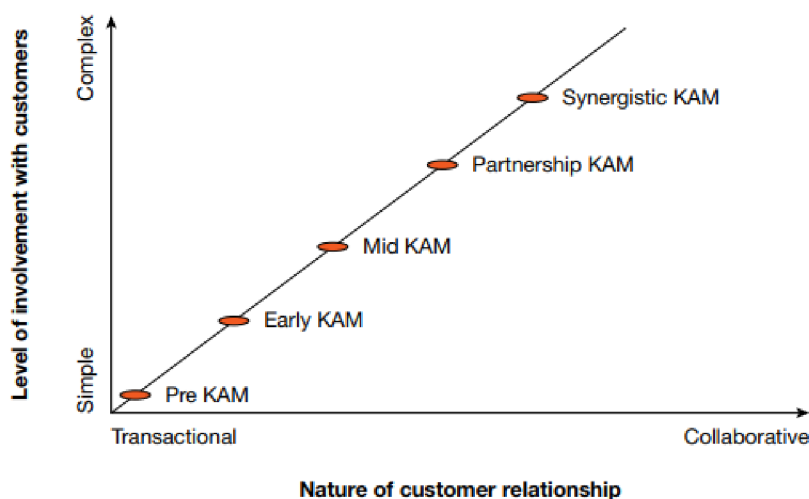 Level of involvement with customers
Complex
Simple
Synergistic KAM
Partnership KAM
Mid KAM
Early KAM
Pre KAM
Transactional
Collaborative
Nature of customer relationship